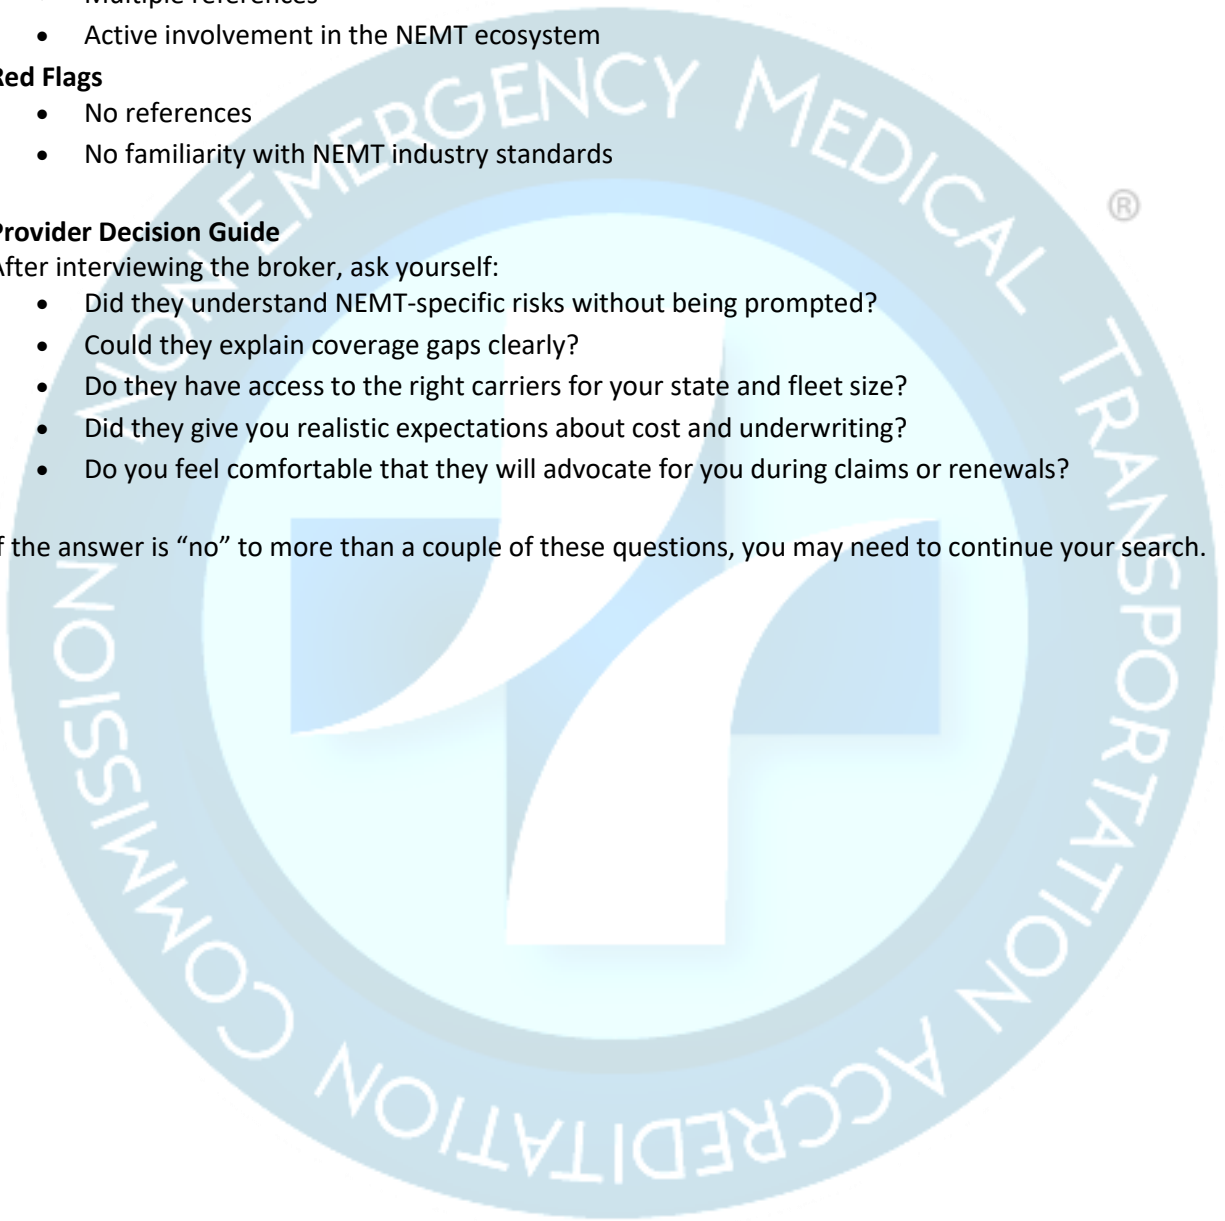 Multiple references
• Active involvement in the NEMT ecosystem
Red Flags
• No references
• No familiarity with NEMT industry standards
Provider Decision Guide
After interviewing the broker, ask yourself:
• Did they understand NEMT-specific risks without being prompted?
• Could they explain coverage gaps clearly?
• Do they have access to the right carriers for your state and fleet size?
• Did they give you realistic expectations about cost and underwriting?
• Do you feel comfortable that they will advocate for you during claims or renewals?
If the answer is “no” to more than a couple of these questions, you may need to continue your search.
NON EMERGENCY MEDICAL TRANSPORTATION ACCREDITATION COMMISSION
®